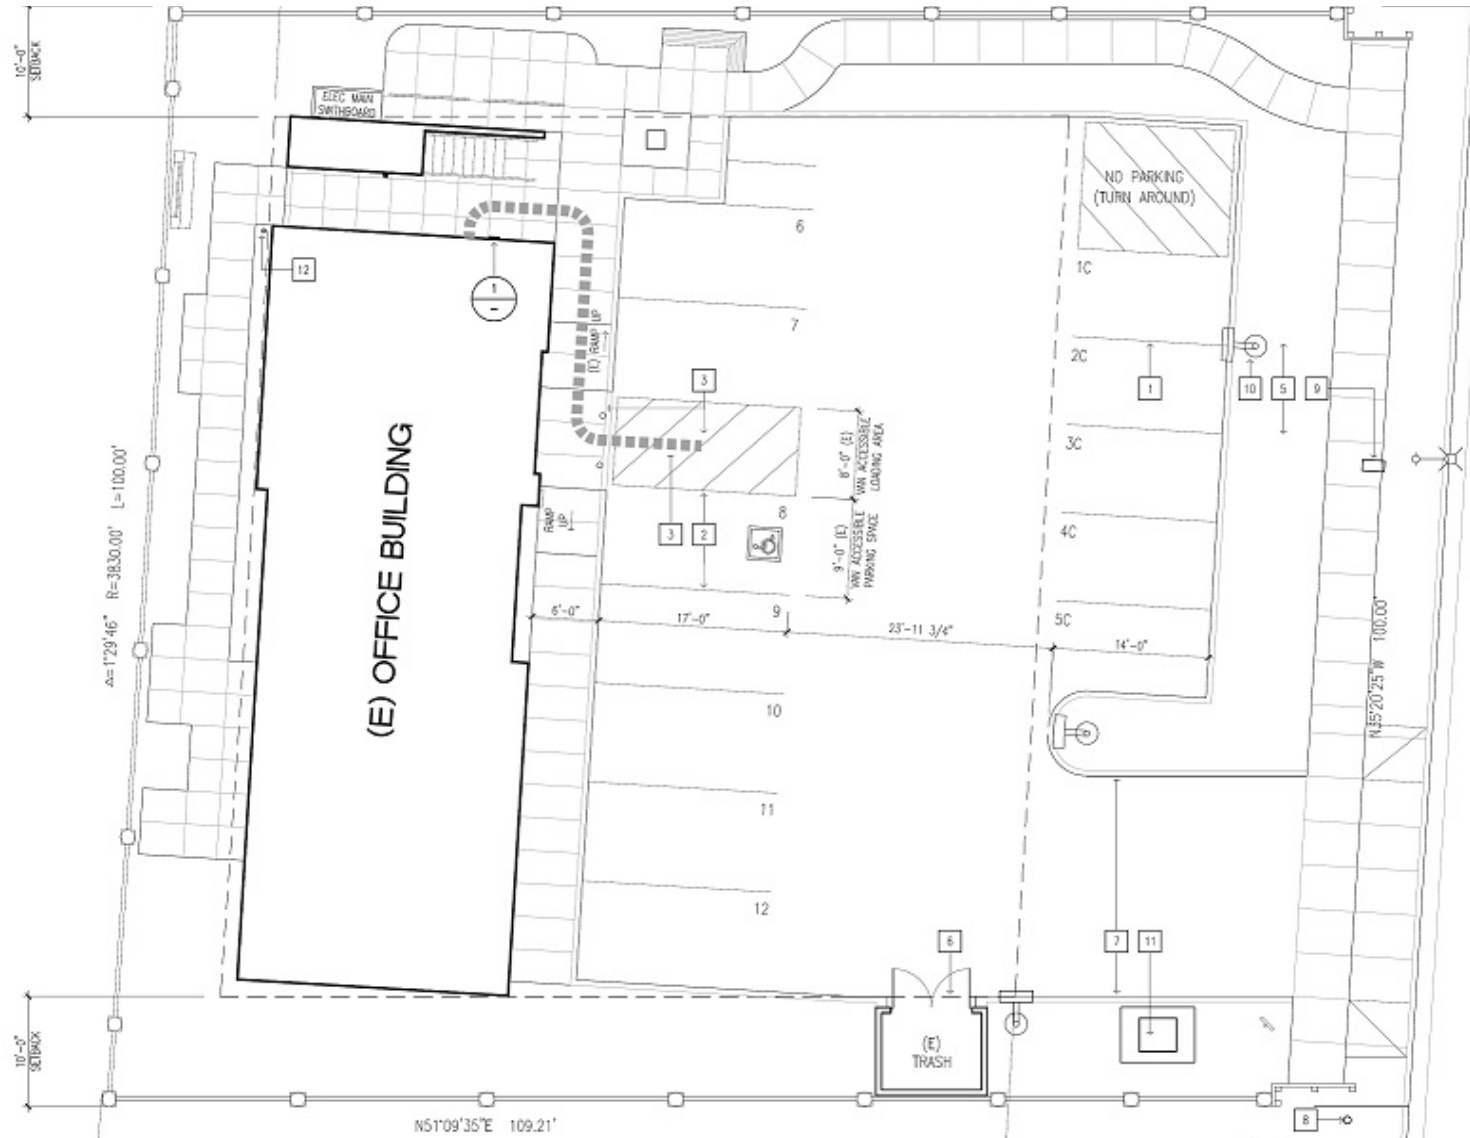 10'-0"
SETBACK
ELEC MAIN
SWITHBOARD
NO PARKING
(TURN AROUND)
6
12
1
-
1C
7
(E) RAMP UP
2C
3
1
10
5
9
8'-0" (E)
VAN ACCESSIBLE
LOADING AREA
3C
(E) OFFICE BUILDING
Δ=1°29'46" R=3830.00' L=100.00'
8
RAMP
UP
3
2
9'-0" (E)
VAN ACCESSIBLE
PARKING SPACE
4C
9
6'-0"
17'-0"
23'-11 3/4"
5C
14'-0"
N35°20'25"W 100.00'
10
11
12
6
7
11
10'-0"
SETBACK
(E)
TRASH
8
N51°09'35"E 109.21'